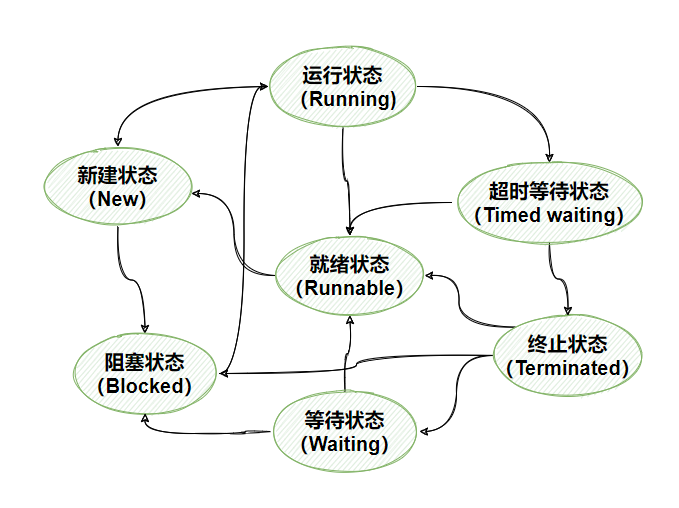 运行状态
（Running)
新建状态
（New）
超时等待状态
（Timed waiting）
就绪状态
（Runnable）
阻塞状态
（Blocked）
终止状态
（Terminated）
等待状态
（Waiting）